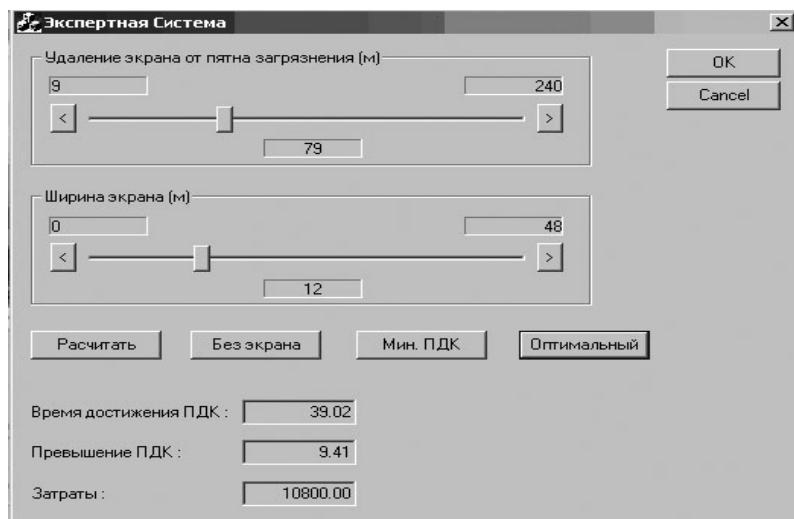 Экспертная Система
Удаление экрана от пятна загрязнения (м)
9 240
< >
79
OK
Cancel
Ширина экрана (м)
0 48
< >
12
Расчитать Без экрана Мин. ПДК Оптимальный
Время достижения ПДК : 39.02
Превышение ПДК : 9.41
Затраты : 10800.00